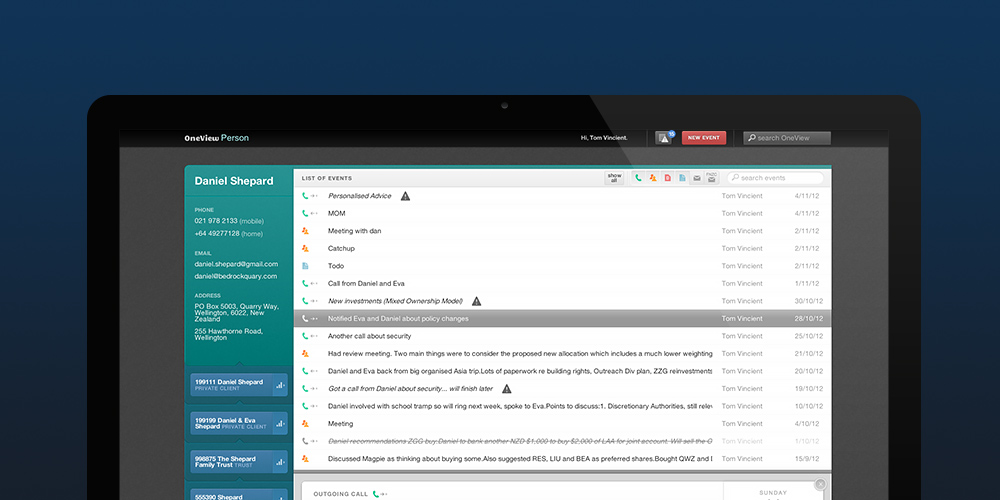 OneView Person
Hi, Tom Vincient.
NEW EVENT
search OneView
Daniel Shepard
PHONE
021 978 2133 (mobile)
+64 49277128 (home)
EMAIL
daniel.shepard@gmail.com
daniel@bedrockquary.com
ADDRESS
PO Box 5003, Quarry Way,
Wellington, 6022, New
Zealand
255 Hawthorne Road,
Wellington
199111 Daniel Shepard
PRIVATE CLIENT
199199 Daniel & Eva
Shepard PRIVATE CLIENT
998875 The Shepard
Family Trust TRUST
555390 Shepard
LIST OF EVENTS
show
all
search events
Personalised Advice Tom Vincient 4/11/12
MOM Tom Vincient 4/11/12
Meeting with dan Tom Vincient 2/11/12
Catchup Tom Vincient 2/11/12
Todo Tom Vincient 2/11/12
Call from Daniel and Eva Tom Vincient 1/11/12
New investments (Mixed Ownership Model) Tom Vincient 30/10/12
Notified Eva and Daniel about policy changes Tom Vincient 28/10/12
Another call about security Tom Vincient 25/10/12
Had review meeting. Two main things were to consider the proposed new allocation which includes a much lower weighting Tom Vincient 21/10/12
Daniel and Eva back from big organised Asia trip.Lots of paperwork re building rights, Outreach Div plan, ZZG reinvestments Tom Vincient 20/10/12
Got a call from Daniel about security... will finish later Tom Vincient 19/10/12
Daniel involved with school tramp so will ring next week, spoke to Eva.Points to discuss:1. Discretionary Authorities, still rele Tom Vincient 10/10/12
Meeting Tom Vincient 4/10/12
Daniel recommendations ZGG buy.Daniel to bank another NZD $1,000 to buy $2,000 of LAA for joint account. Will sell the Tom Vincient 1/10/12
Discussed Magpie as thinking about buying some.Also suggested RES, LIU and BEA as preferred shares.Bought QWZ and Tom Vincient 15/9/12
OUTGOING CALL
SUNDAY